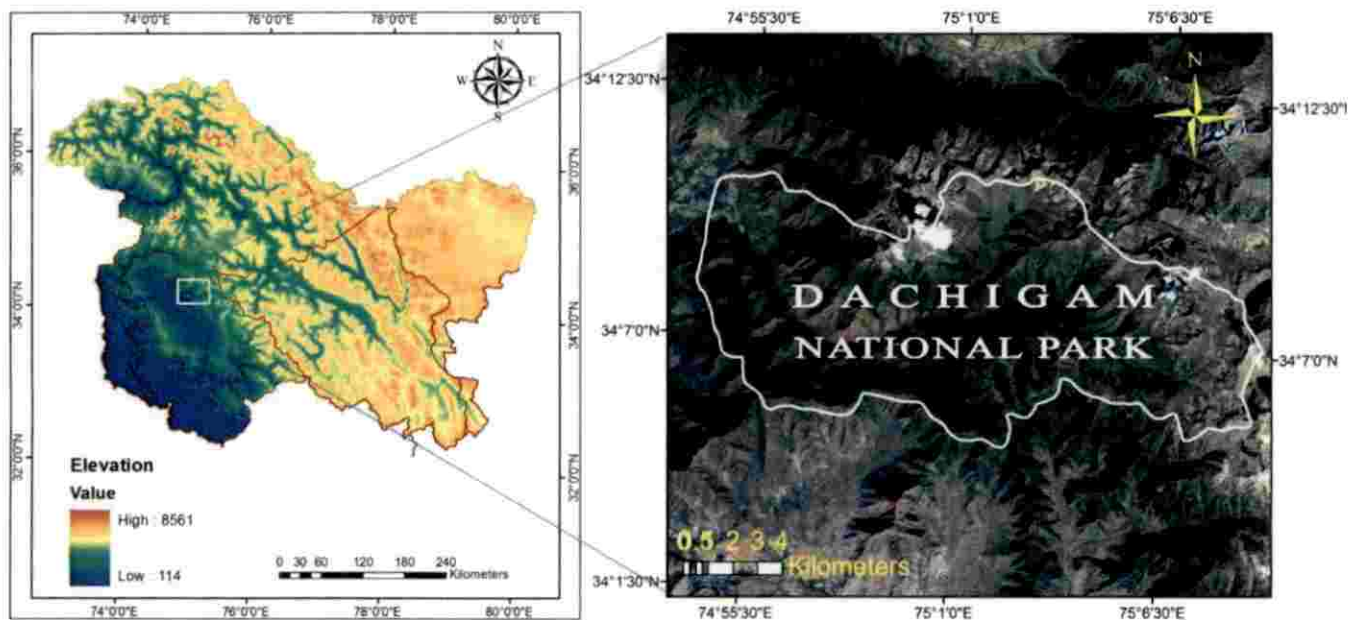 74°0'0"E 76°0'0"E 78°0'0"E 80°0'0"E
N
W E
S
36°0'0"N
34°0'0"N
32°0'0"N
36°0'0"N
34°0'0"N
32°0'0"N
Elevation
Value
High : 8561
Low : 114
0 30 60 120 180 240
Kilometers
74°0'0"E 76°0'0"E 78°0'0"E 80°0'0"E
74°55'30"E 75°1'0"E 75°6'30"E
34°12'30"N
34°7'0"N
34°1'30"N
N
34°12'30"N
34°7'0"N
DACHIGAM
NATIONAL PARK
0 0.5 2 3 4
Kilometers
74°55'30"E 75°1'0"E 75°6'30"E